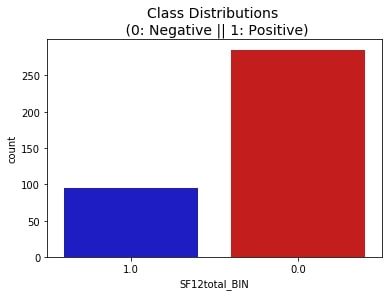 Class Distributions
(0: Negative || 1: Positive)
250
200
150
100
50
0
count
1.0
0.0
SF12total_BIN